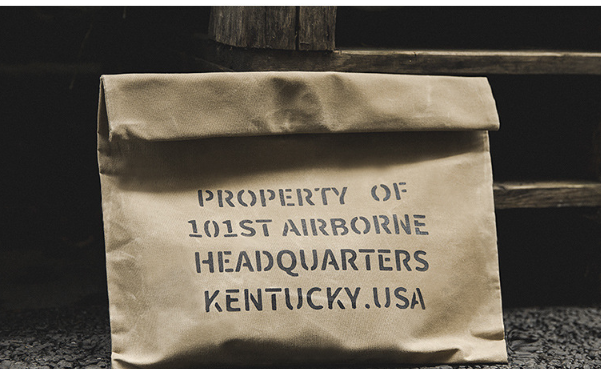 PROPERTY OF
101ST AIRBORNE
HEADQUARTERS
KENTUCKY.USA